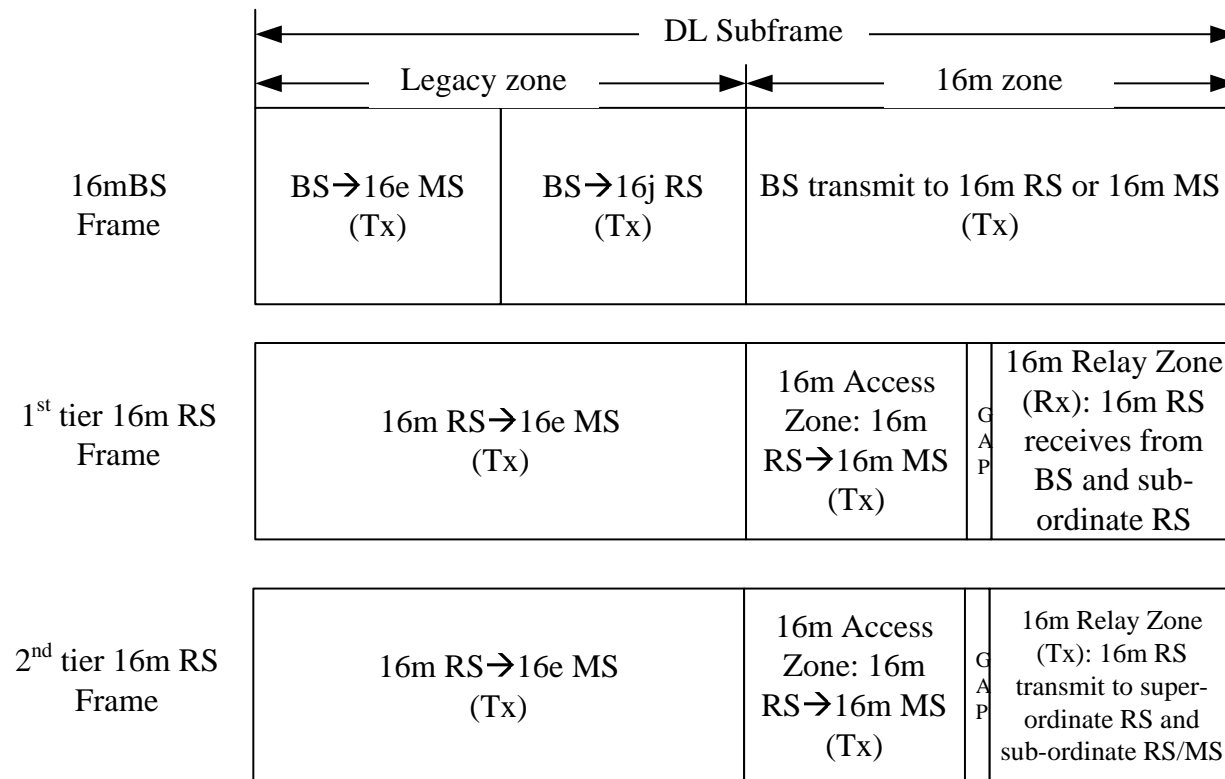 DL Subframe
Legacy zone
16m zone
16mBS
Frame
BS→16e MS
(Tx)
BS→16j RS
(Tx)
BS transmit to 16m RS or 16m MS
(Tx)
1st tier 16m RS
Frame
16m RS→16e MS
(Tx)
16m Access
Zone: 16m
RS→16m MS
(Tx)
G
A
P
16m Relay Zone
(Rx): 16m RS
receives from
BS and sub-
ordinate RS
2nd tier 16m RS
Frame
16m RS→16e MS
(Tx)
16m Access
Zone: 16m
RS→16m MS
(Tx)
G
A
P
16m Relay Zone
(Tx): 16m RS
transmit to super-
ordinate RS and
sub-ordinate RS/MS